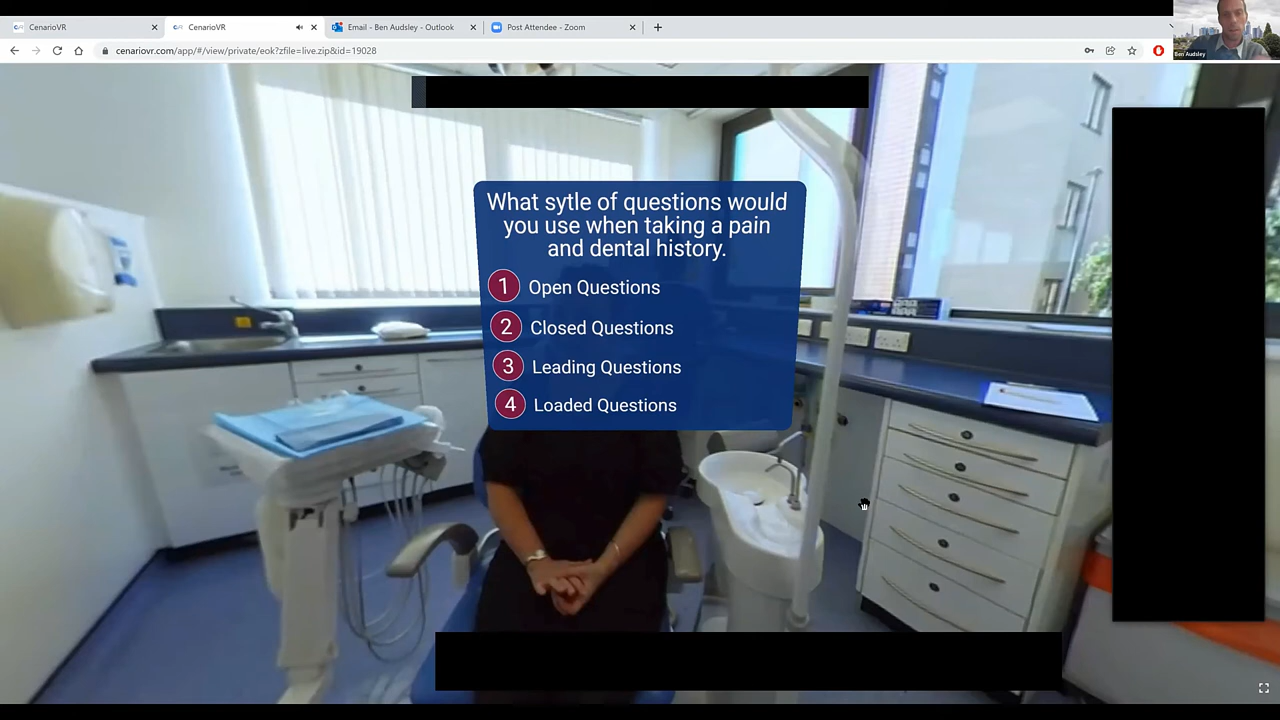 CenarioVR
CenarioVR
Email - Ben Audsley - Outlook
Post Attendee - Zoom
cenariovr.com/app/#/view/private/eok?zfile=live.zip&id=19028
Ben Audsley
What sytle of questions would
you use when taking a pain
and dental history.
1 Open Questions
2 Closed Questions
3 Leading Questions
4 Loaded Questions